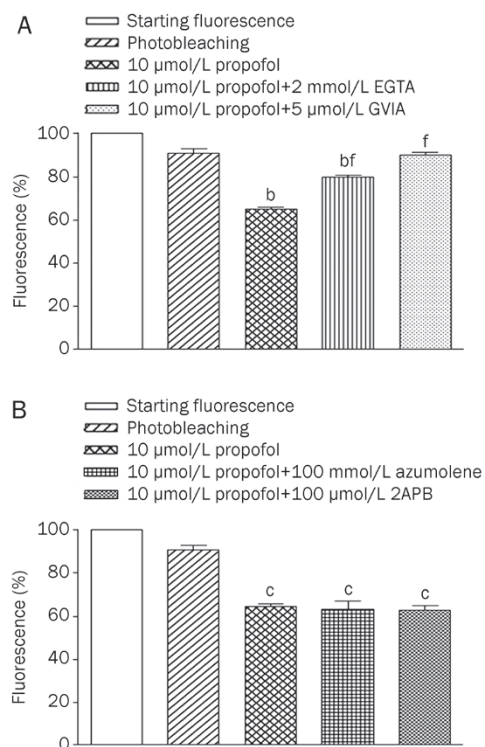 A
Starting fluorescence
Photobleaching
10 µmol/L propofol
10 µmol/L propofol+2 mmol/L EGTA
10 µmol/L propofol+5 µmol/L GVIA
Fluorescence (%)
100
80
60
40
20
0
b
bf
f
B
Starting fluorescence
Photobleaching
10 µmol/L propofol
10 µmol/L propofol+100 mmol/L azumolene
10 µmol/L propofol+100 µmol/L 2APB
Fluorescence (%)
100
80
60
40
20
0
c
c
c